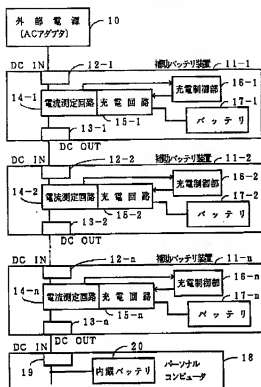 外部電源
(ACアダプタ)
10
DC IN
12-1
補助バッテリ装置
11-1
14-1
電流測定回路
充電回路
充電制御部
16-1
17-1
13-1
15-1
バッテリ
DC OUT
DC IN
12-2
補助バッテリ装置
11-2
14-2
電流測定回路
充電回路
充電制御部
16-2
17-2
13-2
15-2
バッテリ
DC OUT
DC IN
12-n
補助バッテリ装置
11-n
14-n
電流測定回路
充電回路
充電制御部
16-n
17-n
13-n
15-n
バッテリ
DC OUT
DC IN
20
18
19
内蔵バッテリ
パーソナル
コンピュータ